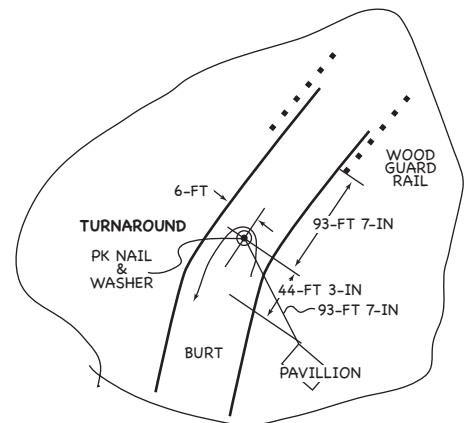 6-FT
WOOD
GUARD
RAIL
TURNAROUND
93-FT 7-IN
PK NAIL
&
WASHER
44-FT 3-IN
93-FT 7-IN
BURT
PAVILLION